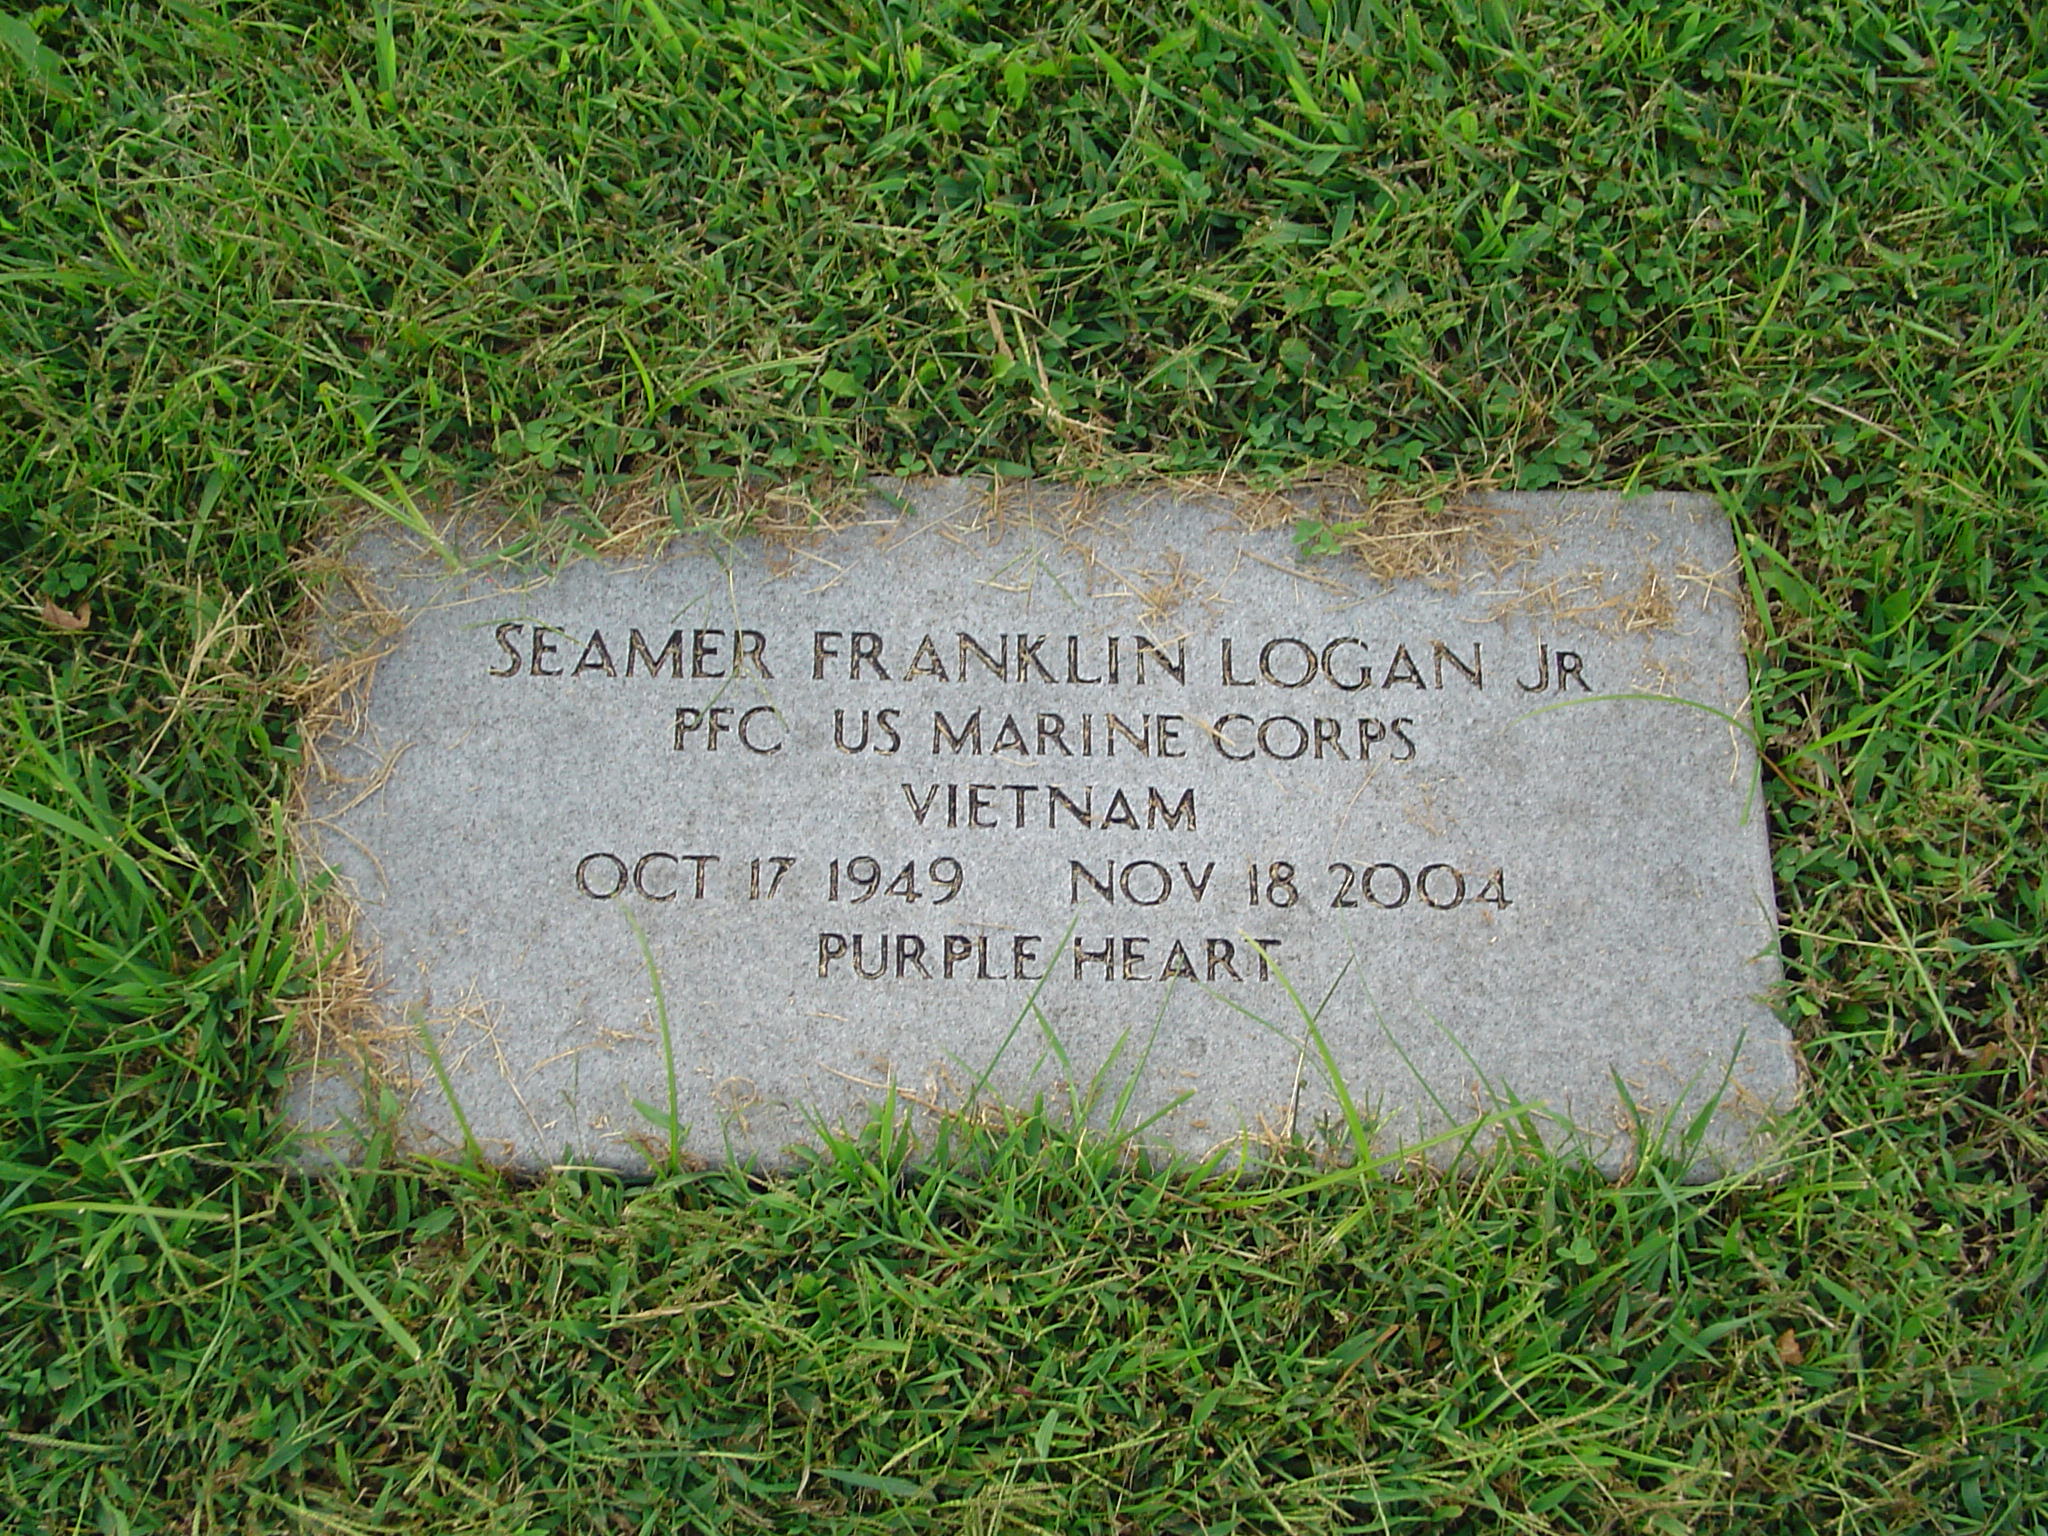 SEAMER FRANKLIN LOGAN JR
PFC US MARINE CORPS
VIETNAM
OCT 17 1949 NOV 18 2004
PURPLE HEART